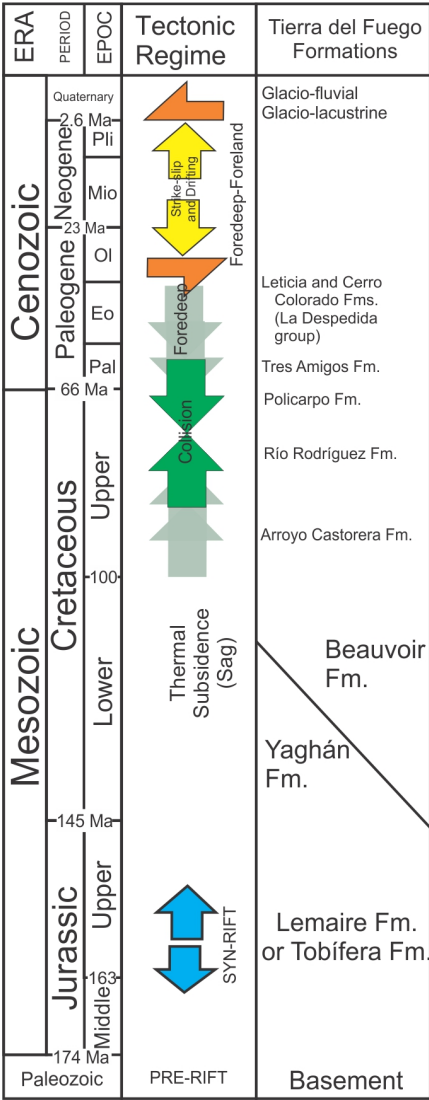 ERA
PERIOD
EPOC
Tectonic
Regime
Tierra del Fuego
Formations
Cenozoic
Mesozoic
Quaternary
2.6 Ma
Neogene
Pli
Mio
23 Ma
Paleogene
Ol
Eo
Pal
66 Ma
Cretaceous
Upper
100
Lower
145 Ma
Jurassic
Upper
163
Middle
174 Ma
Paleozoic
Strike-slip
and Drifting
Foredeep-Foreland
Foredeep
Collision
Thermal
Subsidence
(Sag)
SYN-RIFT
PRE-RIFT
Glacio-fluvial
Glacio-lacustrine
Leticia and Cerro
Colorado Fms.
(La Despedida
group)
Tres Amigos Fm.
Policarpo Fm.
Río Rodríguez Fm.
Arroyo Castorera Fm.
Beauvoir
Fm.
Yaghán
Fm.
Lemaire Fm.
or Tobífera Fm.
Basement